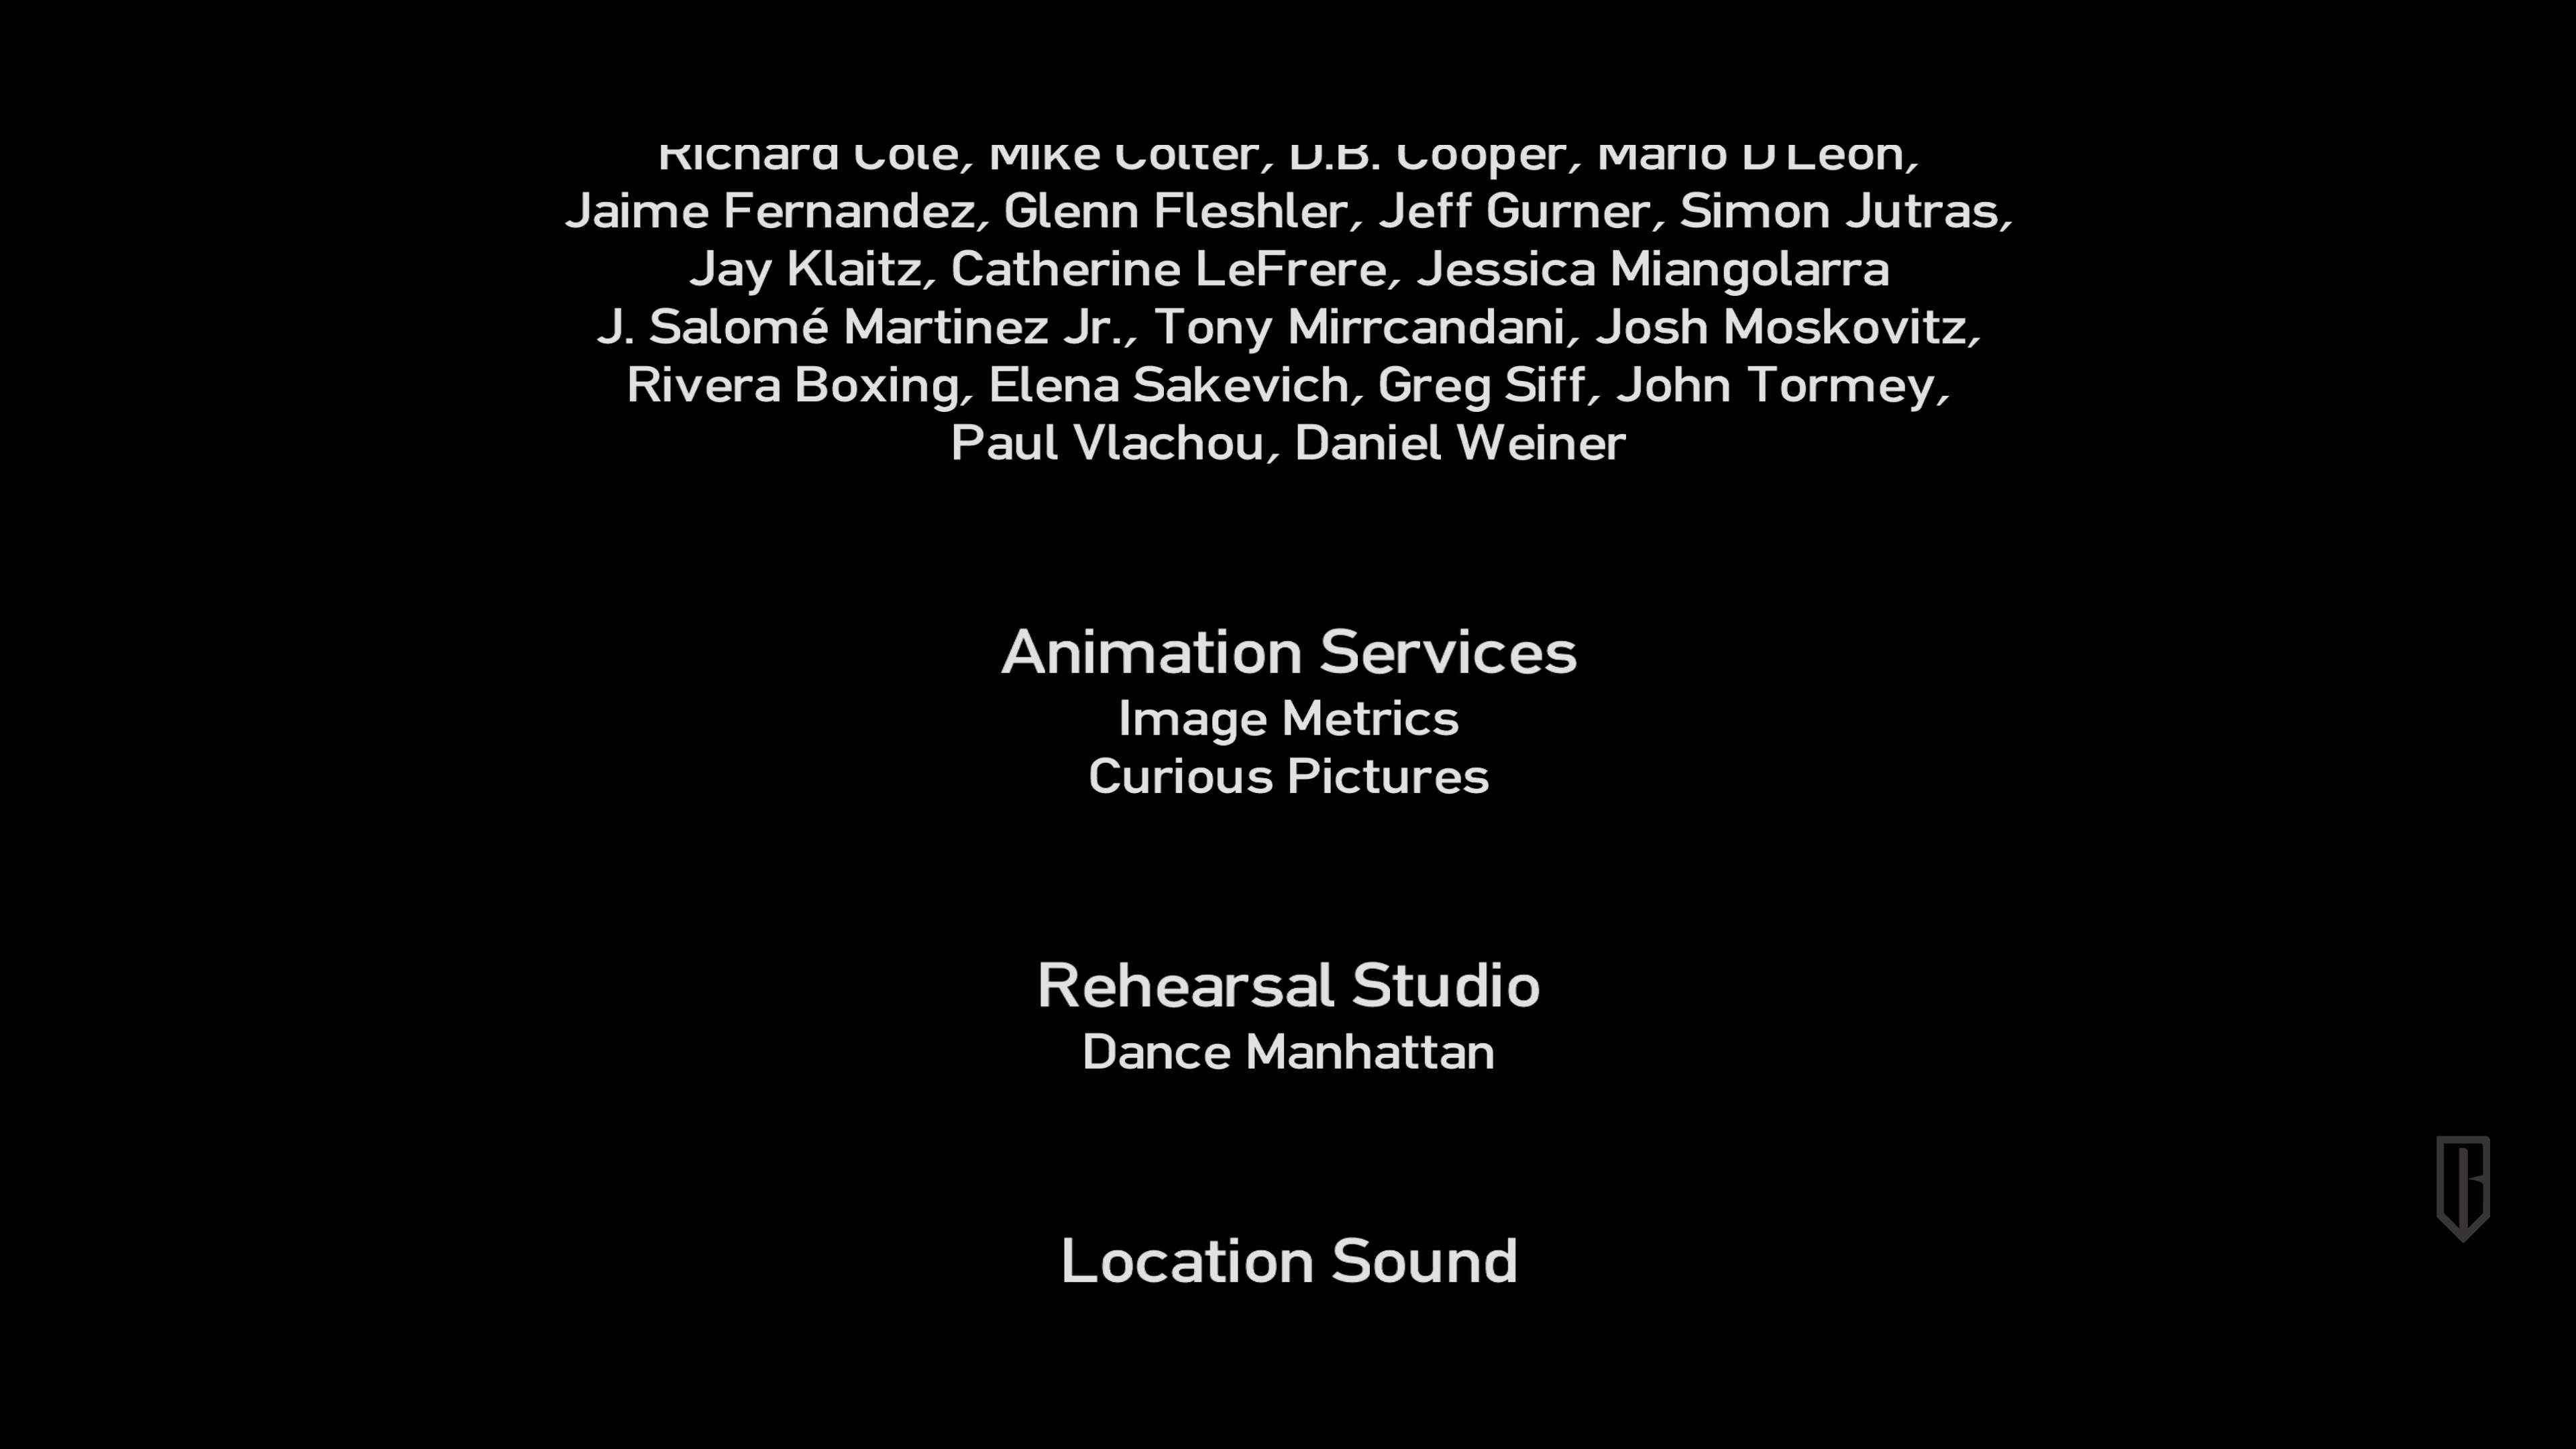 Richard Cole, Mike Colter, D.B. Cooper, Mario D'Leon,
Jaime Fernandez, Glenn Fleshler, Jeff Gurner, Simon Jutras,
Jay Klaitz, Catherine LeFrere, Jessica Miangolarra
J. Salomé Martinez Jr., Tony Mirrcandani, Josh Moskovitz,
Rivera Boxing, Elena Sakevich, Greg Siff, John Tormey,
Paul Vlachou, Daniel Weiner
Animation Services
Image Metrics
Curious Pictures
Rehearsal Studio
Dance Manhattan
Location Sound